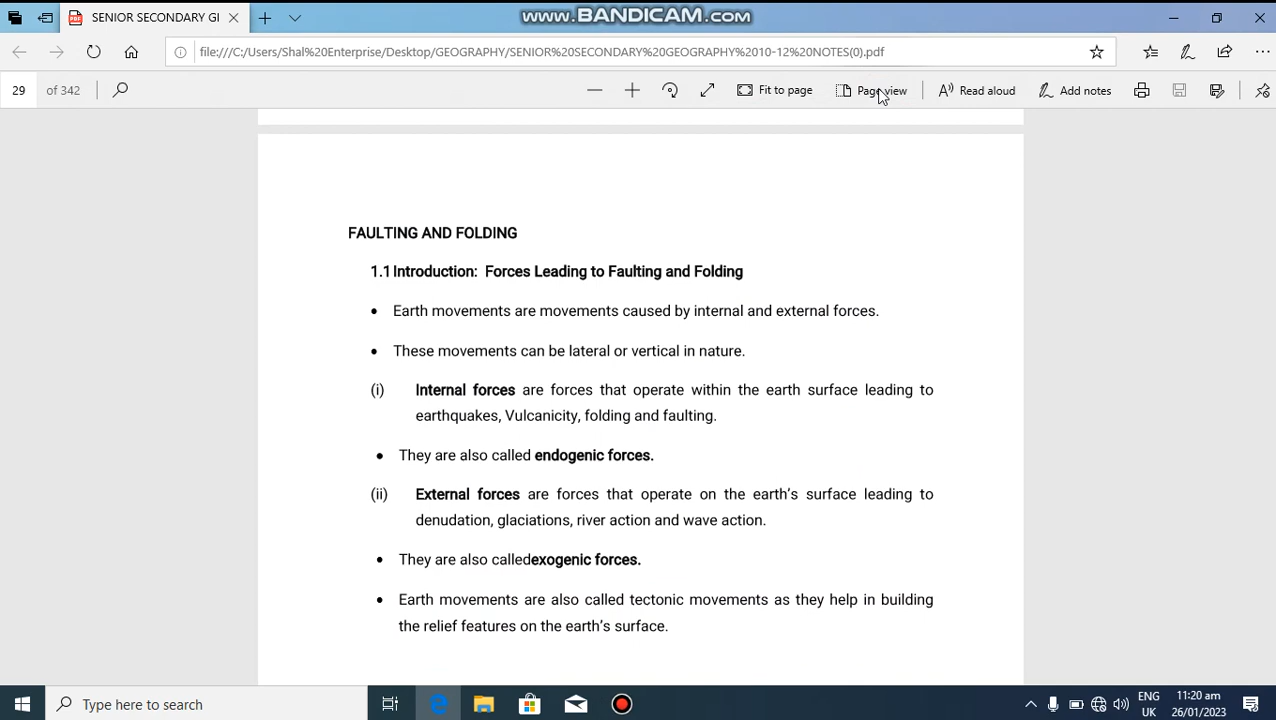 SENIOR SECONDARY GI
www.BANDICAM.com
file:///C:/Users/Shal%20Enterprise/Desktop/GEOGRAPHY/SENIOR%20SECONDARY%20GEOGRAPHY%2010-12%20NOTES(0).pdf
29 of 342
Fit to page
Page view
Read aloud
Add notes
FAULTING AND FOLDING
1.1 Introduction: Forces Leading to Faulting and Folding
• Earth movements are movements caused by internal and external forces.
• These movements can be lateral or vertical in nature.
(i) Internal forces are forces that operate within the earth surface leading to
earthquakes, Vulcanicity, folding and faulting.
• They are also called endogenic forces.
(ii) External forces are forces that operate on the earth's surface leading to
denudation, glaciations, river action and wave action.
• They are also calledexogenic forces.
• Earth movements are also called tectonic movements as they help in building
the relief features on the earth's surface.
Type here to search
ENG
UK
11:20 am
26/01/2023